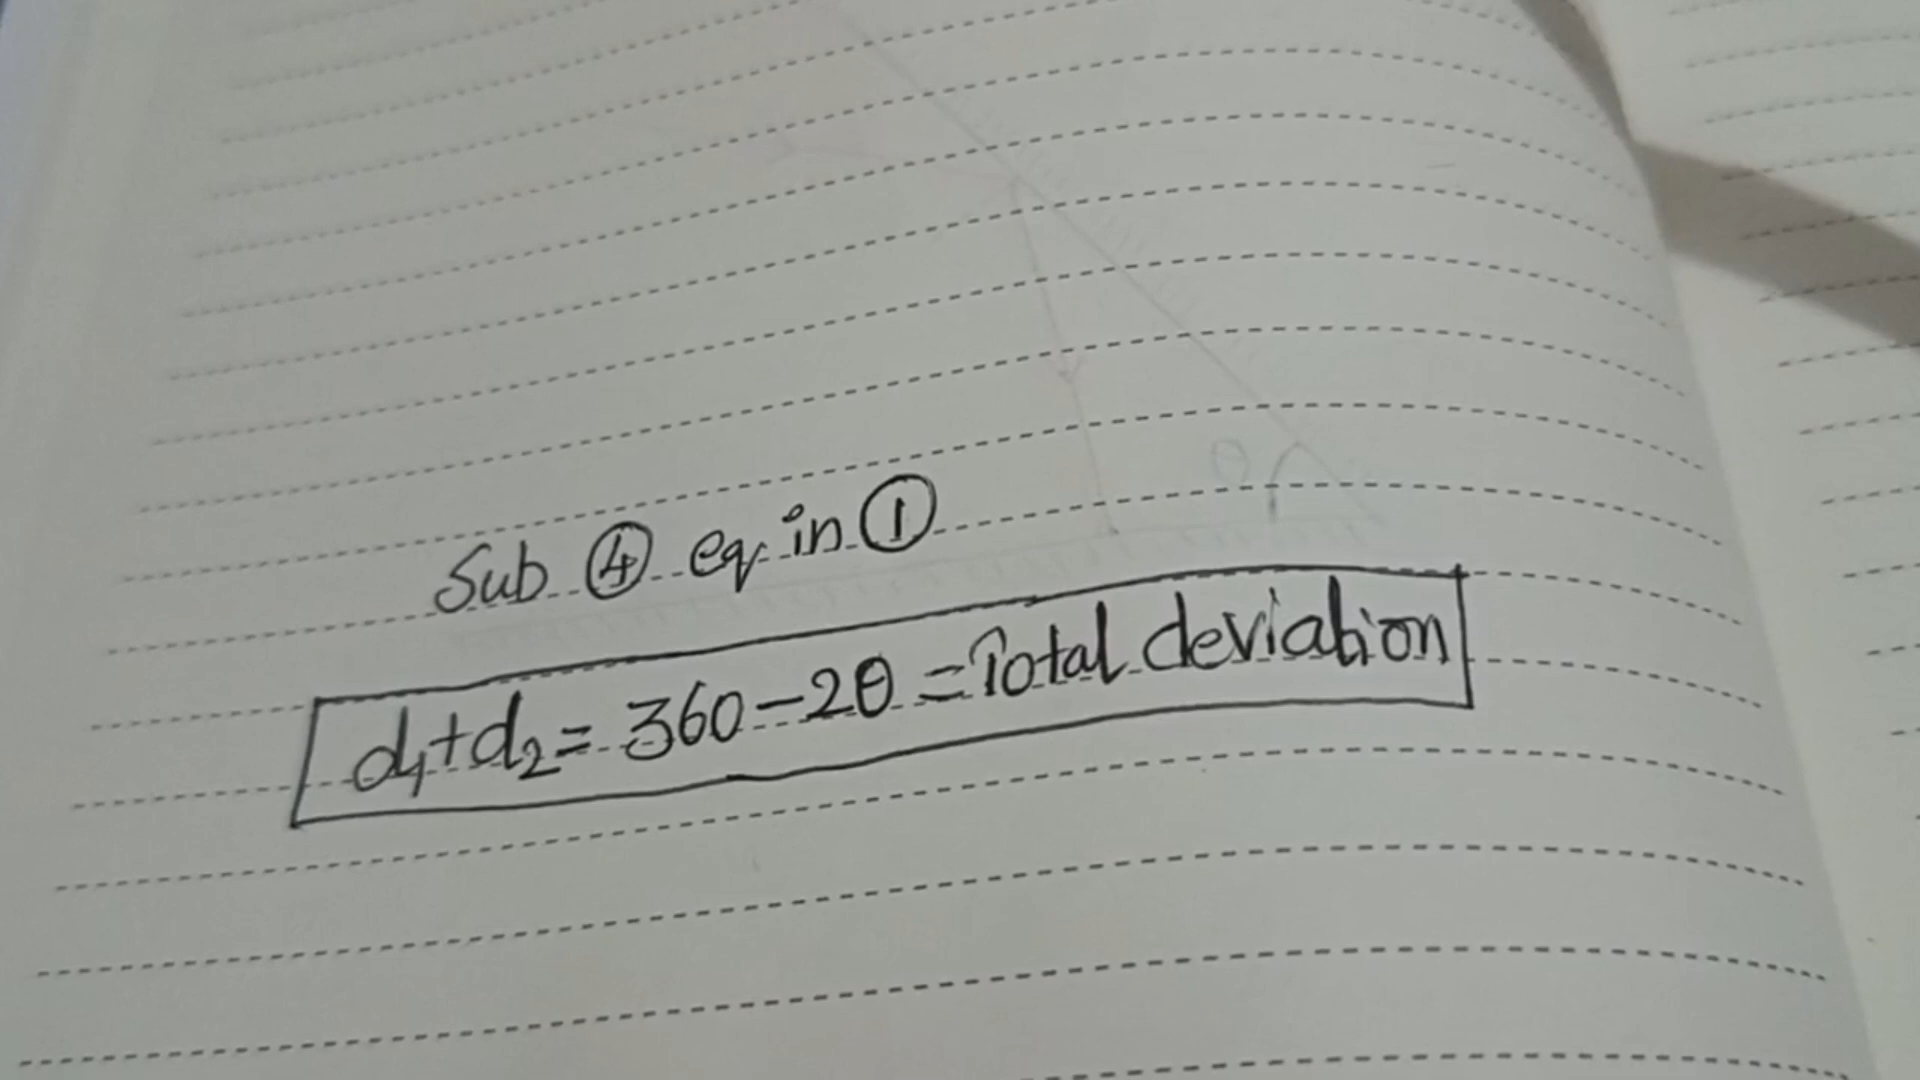 Sub ④ eq in ①
d₁+d₂ = 360-2θ = Total deviation
θ